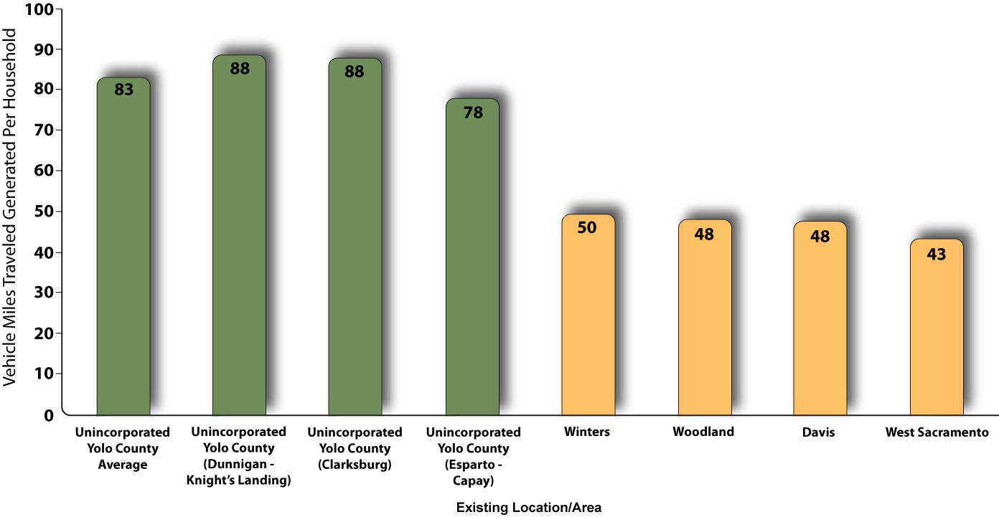 Vehicle Miles Traveled Generated Per Household
100
90
80
70
60
50
40
30
20
10
0
83
88
88
78
50
48
48
43
Unincorporated
Yolo County
Average
Unincorporated
Yolo County
(Dunnigan -
Knight’s Landing)
Unincorporated
Yolo County
(Clarksburg)
Unincorporated
Yolo County
(Esparto -
Capay)
Winters
Woodland
Davis
West Sacramento
Existing Location/Area